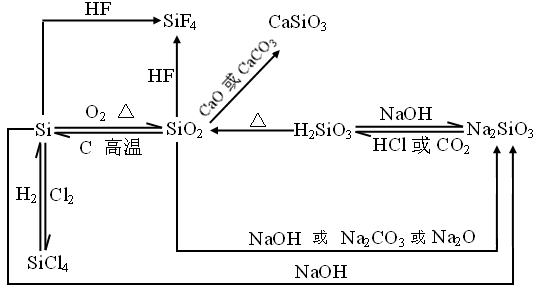 HF SiF₄ CaSiO₃
HF CaO 或 CaCO₃
O₂ △ △ NaOH
Si SiO₂ H₂SiO₃ Na₂SiO₃
C 高温 HCl 或 CO₂
H₂ Cl₂
NaOH 或 Na₂CO₃ 或 Na₂O
SiCl₄ NaOH